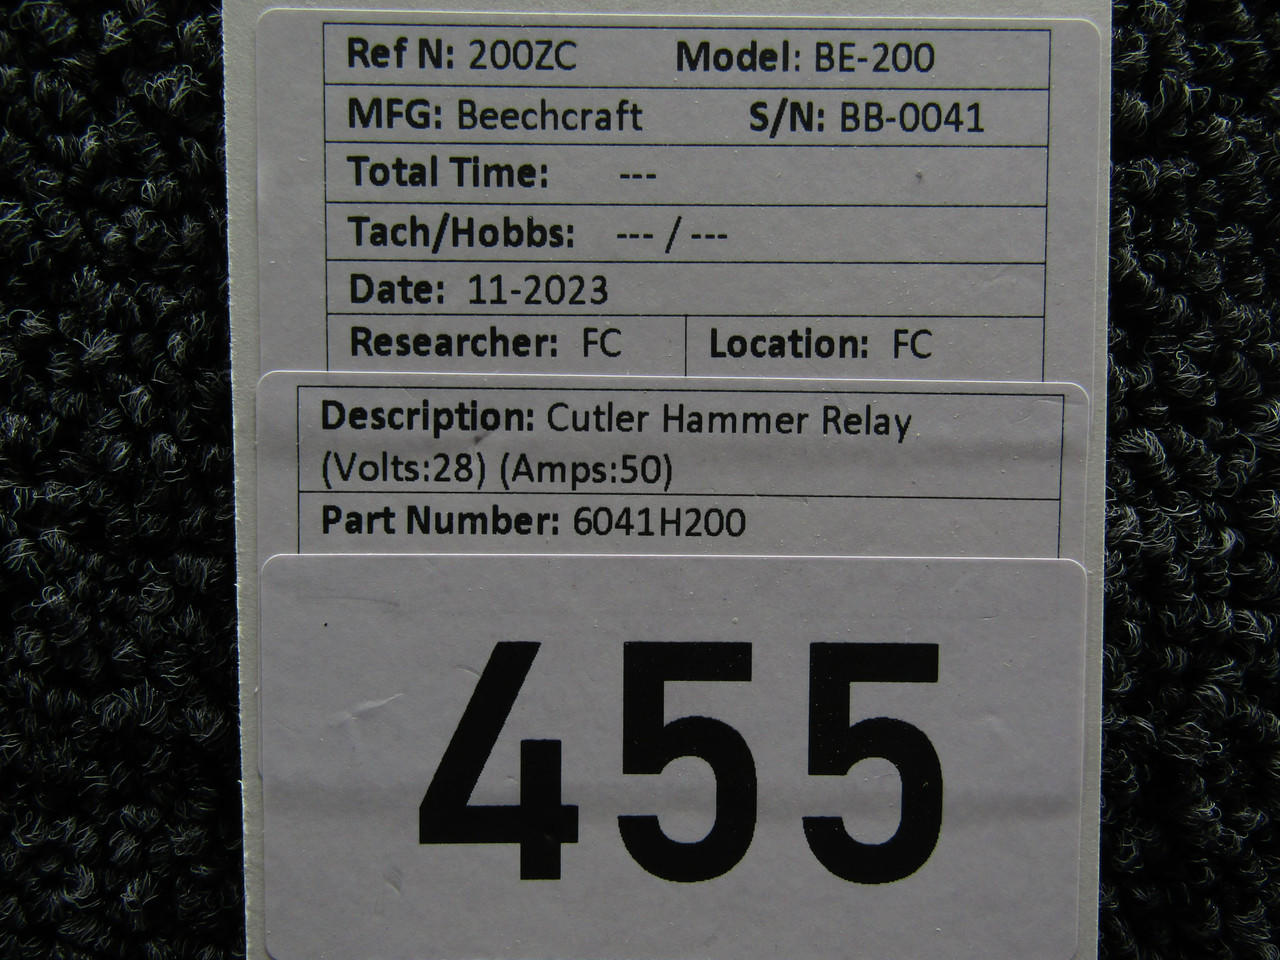 Ref N: 200ZC Model: BE-200
MFG: Beechcraft S/N: BB-0041
Total Time: ---
Tach/Hobbs: --- / ---
Date: 11-2023
Researcher: FC Location: FC
Description: Cutler Hammer Relay
(Volts:28) (Amps:50)
Part Number: 6041H200
455